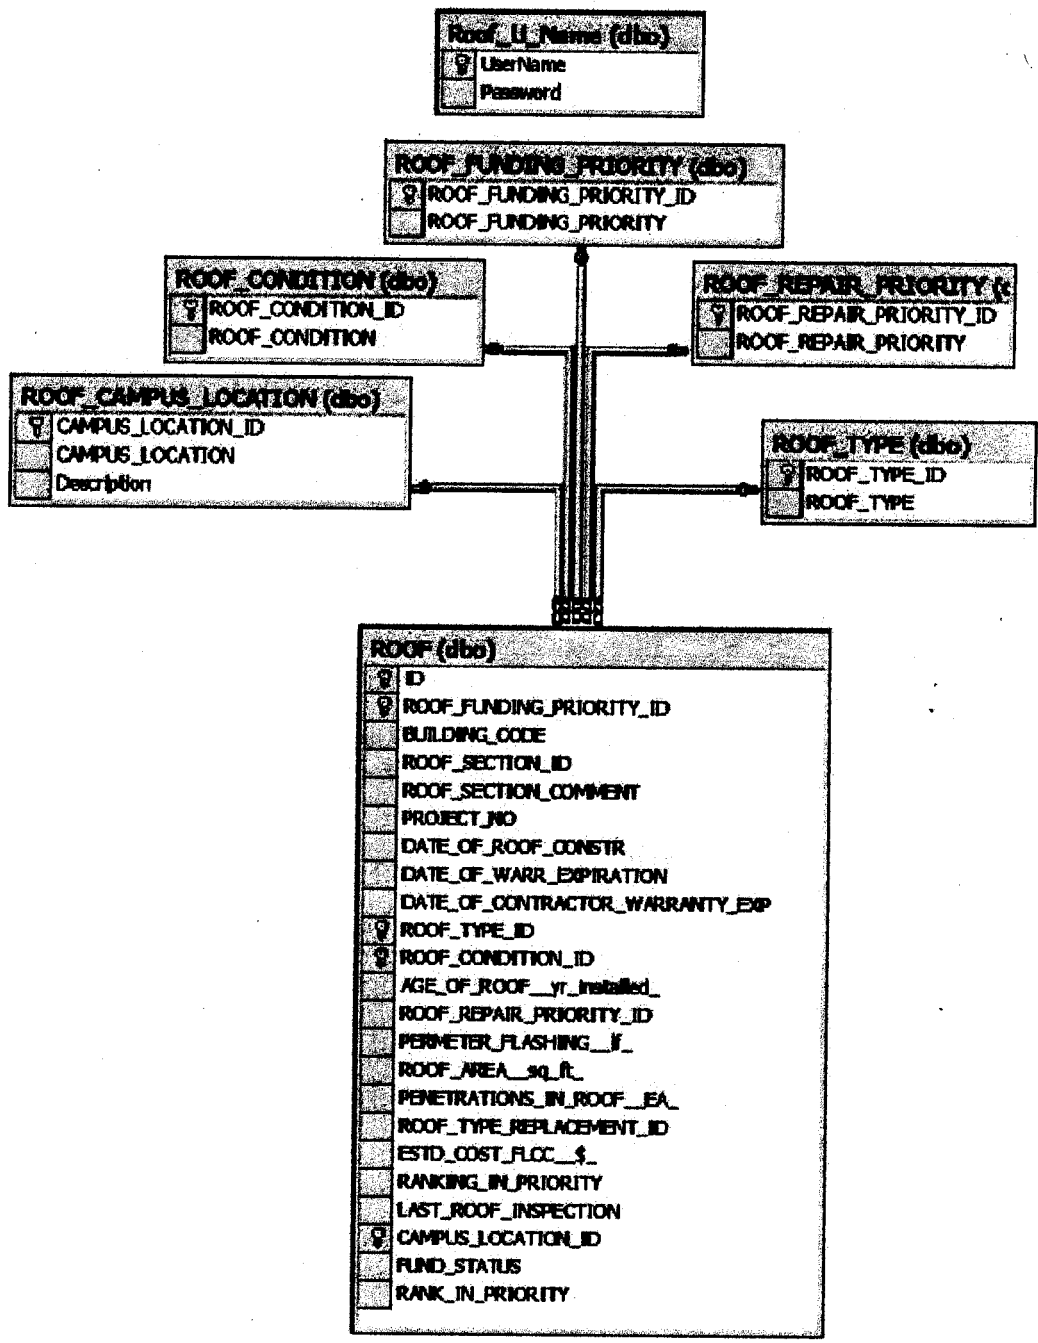 Roof_U_Name (dbo)
UserName
Password
ROOF_FUNDING_PRIORITY (dbo)
ROOF_FUNDING_PRIORITY_ID
ROOF_FUNDING_PRIORITY
ROOF_CONDITION (dbo)
ROOF_CONDITION_ID
ROOF_CONDITION
ROOF_REPAIR_PRIORITY (
ROOF_REPAIR_PRIORITY_ID
ROOF_REPAIR_PRIORITY
ROOF_CAMPUS_LOCATION (dbo)
CAMPUS_LOCATION_ID
CAMPUS_LOCATION
Description
ROOF_TYPE (dbo)
ROOF_TYPE_ID
ROOF_TYPE
ROOF (dbo)
ID
ROOF_FUNDING_PRIORITY_ID
BUILDING_CODE
ROOF_SECTION_ID
ROOF_SECTION_COMMENT
PROJECT_NO
DATE_OF_ROOF_CONSTR
DATE_OF_WARR_EXPIRATION
DATE_OF_CONTRACTOR_WARRANTY_EXP
ROOF_TYPE_ID
ROOF_CONDITION_ID
AGE_OF_ROOF__yr_installed_
ROOF_REPAIR_PRIORITY_ID
PERIMETER_FLASHING__lf_
ROOF_AREA__sq_ft_
PENETRATIONS_IN_ROOF__EA_
ROOF_TYPE_REPLACEMENT_ID
ESTD_COST_FLCC__$_
RANKING_IN_PRIORITY
LAST_ROOF_INSPECTION
CAMPUS_LOCATION_ID
FUND_STATUS
RANK_IN_PRIORITY